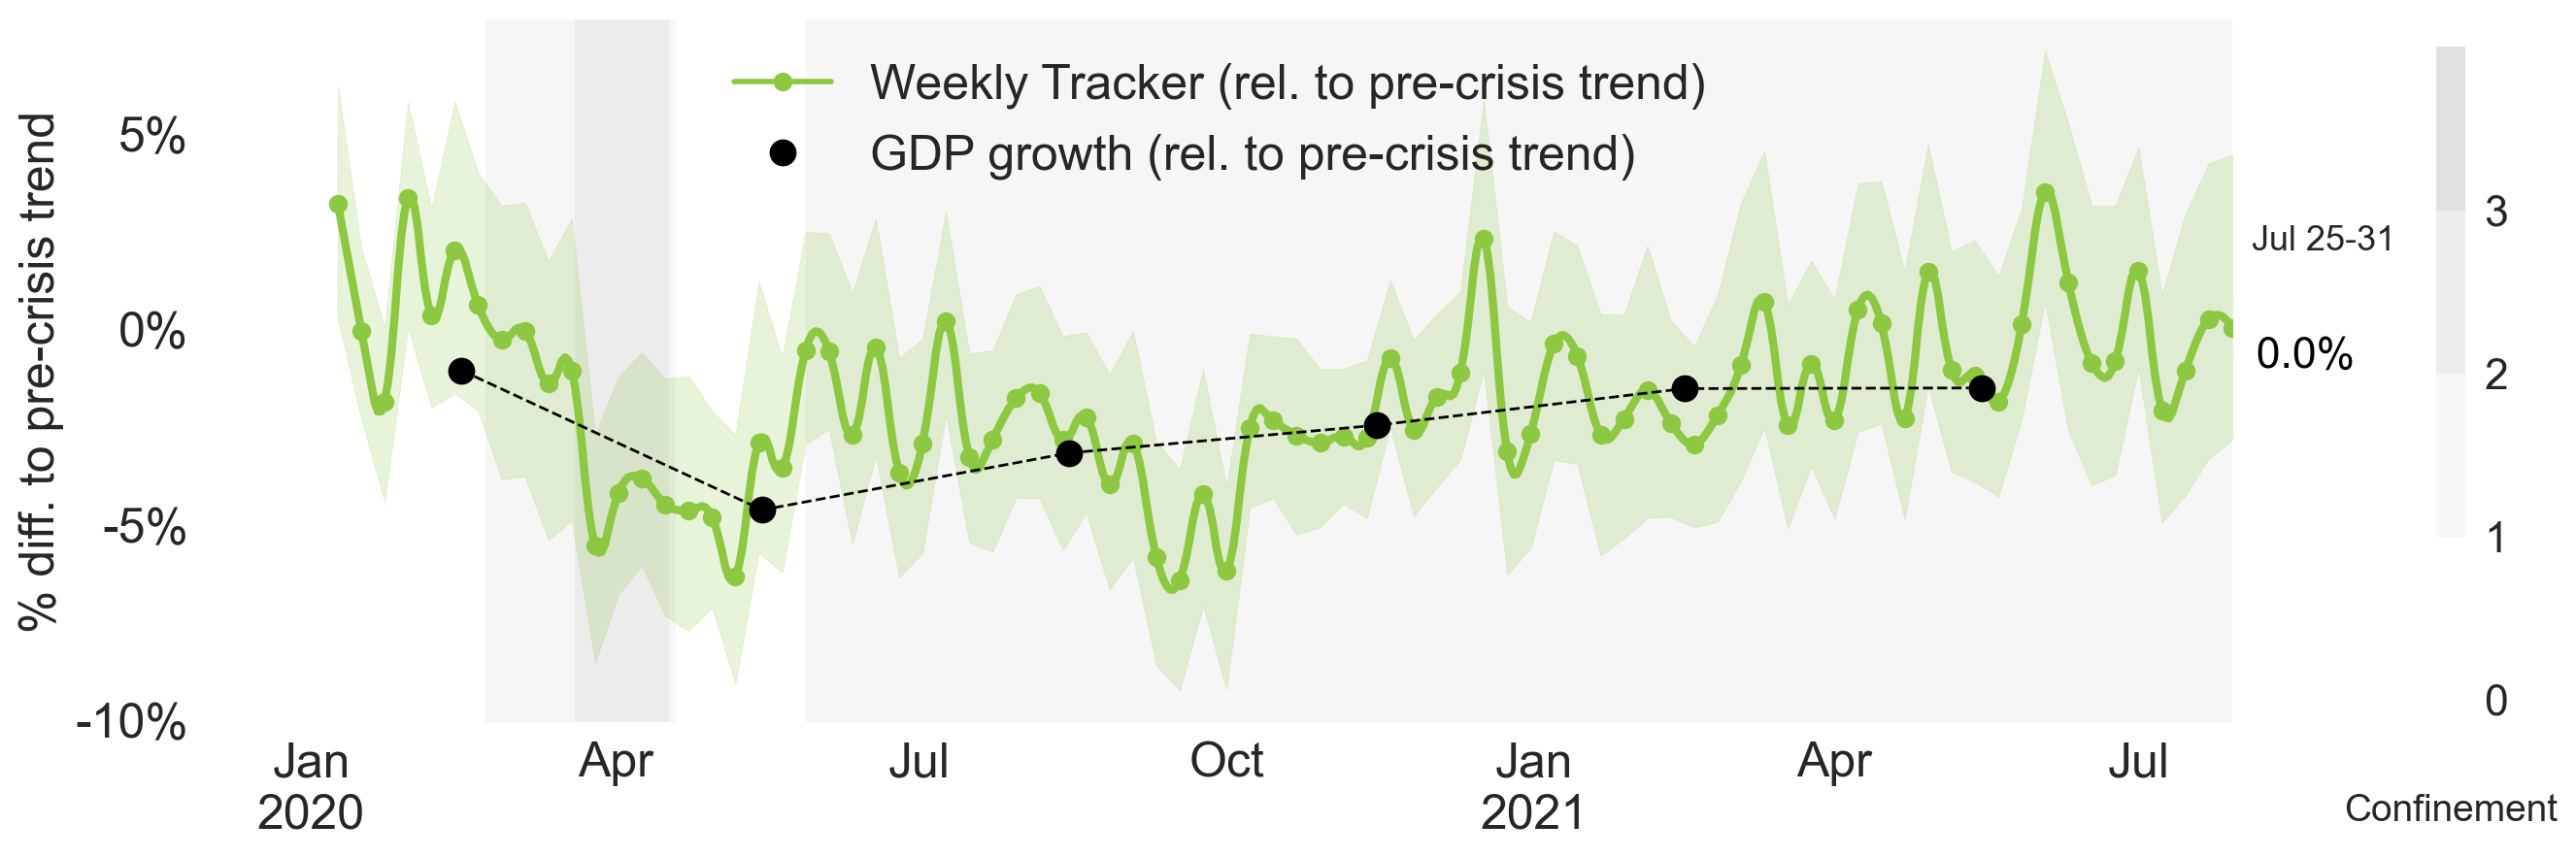 Weekly Tracker (rel. to pre-crisis trend)
GDP growth (rel. to pre-crisis trend)
% diff. to pre-crisis trend
5%
0%
-5%
-10%
Jan
2020
Apr
Jul
Oct
Jan
2021
Apr
Jul
Jul 25-31
0.0%
3
2
1
0
Confinement